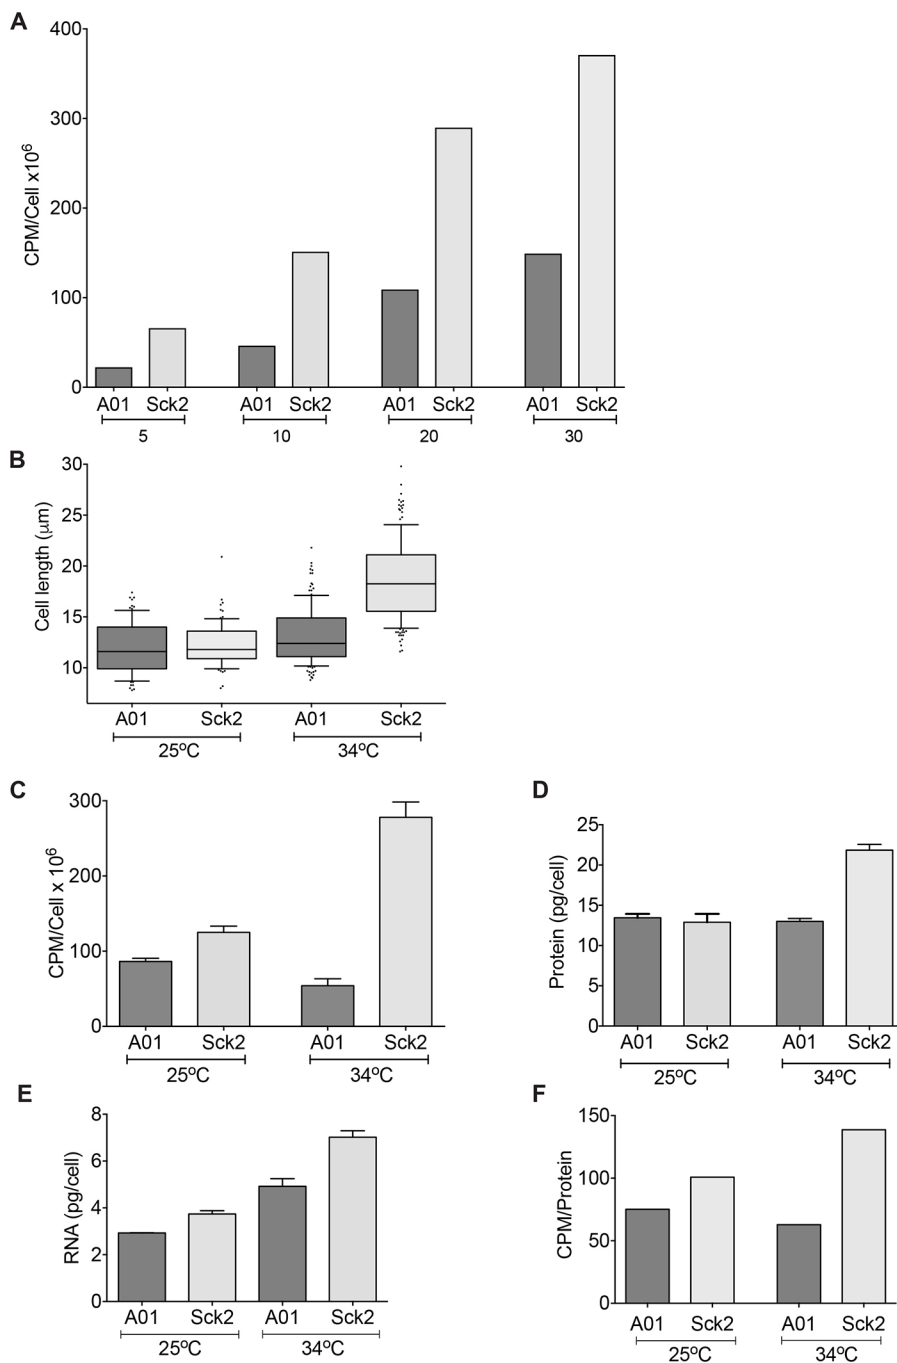 A
400
300
200
100
0
CPM/Cell x10⁶
A01 Sck2 A01 Sck2 A01 Sck2 A01 Sck2
5 10 20 30
B
30
25
20
15
10
Cell length (μm)
A01 Sck2 A01 Sck2
25ºC 34ºC
C
300
200
100
0
CPM/Cell x 10⁶
A01 Sck2 A01 Sck2
25ºC 34ºC
D
25
20
15
10
5
0
Protein (pg/cell)
A01 Sck2 A01 Sck2
25ºC 34ºC
E
8
6
4
2
0
RNA (pg/cell)
A01 Sck2 A01 Sck2
25ºC 34ºC
F
150
100
50
0
CPM/Protein
A01 Sck2 A01 Sck2
25ºC 34ºC